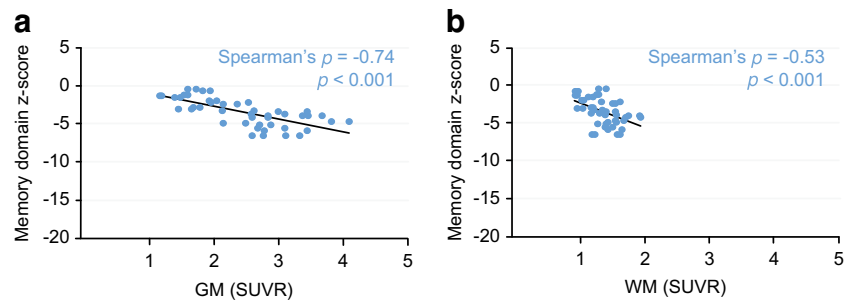 a
Spearman's p = -0.74
p < 0.001
Memory domain z-score
5
0
-5
-10
-15
-20
1 2 3 4 5
GM (SUVR)
b
Spearman's p = -0.53
p < 0.001
Memory domain z-score
5
0
-5
-10
-15
-20
1 2 3 4 5
WM (SUVR)